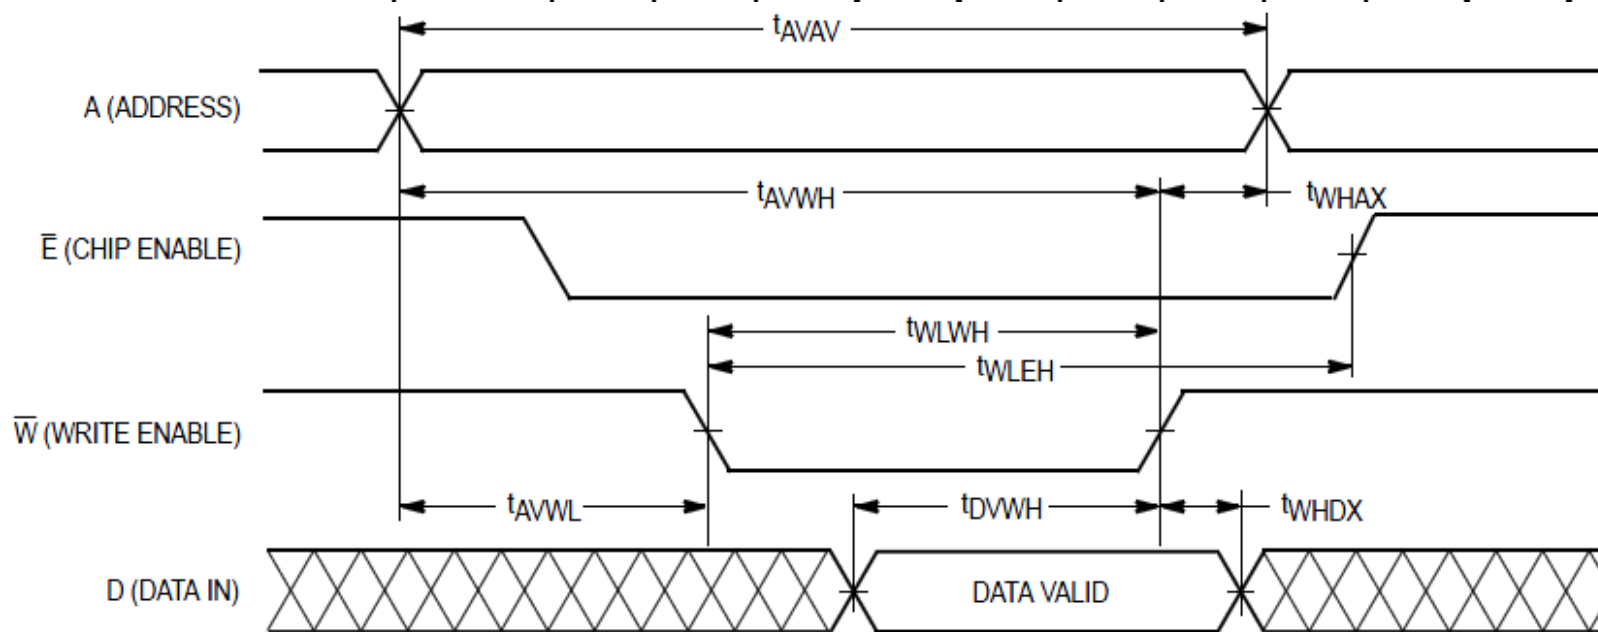 tAVAV
A (ADDRESS)
tAVWH
tWHAX
E̅ (CHIP ENABLE)
tWLWH
tWLEH
W̅ (WRITE ENABLE)
tAVWL
tDVWH
tWHDX
D (DATA IN)
DATA VALID